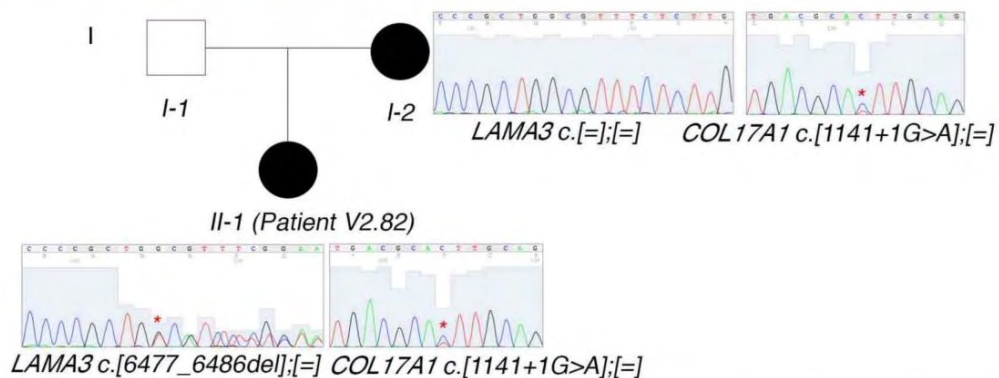 I
I-1
I-2
C C C G C T G G C G T T T C T C T T G
T G A C G C A C T T G C A G
*
LAMA3 c.[=];[=]
COL17A1 c.[1141+1G>A];[=]
II-1 (Patient V2.82)
C C C C G C T G G C G T T T C G G A A
T G A C G C A C T T G C A G
*
*
LAMA3 c.[6477_6486del];[=]
COL17A1 c.[1141+1G>A];[=]